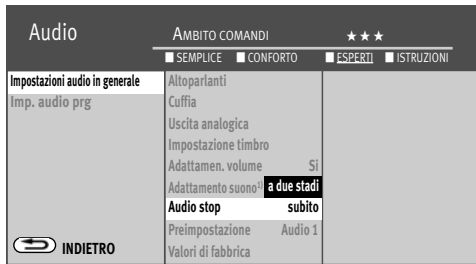 Audio
AMBITO COMANDI ★★★
SEMPLICE CONFORTO ESPERTI ISTRUZIONI
Impostazioni audio in generale
Imp. audio prg
Altoparlanti
Cuffia
Uscita analogica
Impostazione timbro
Adattamen. volume Si
Adattamento suono1) a due stadi
Audio stop subito
Preimpostazione Audio 1
Valori di fabbrica
INDIETRO